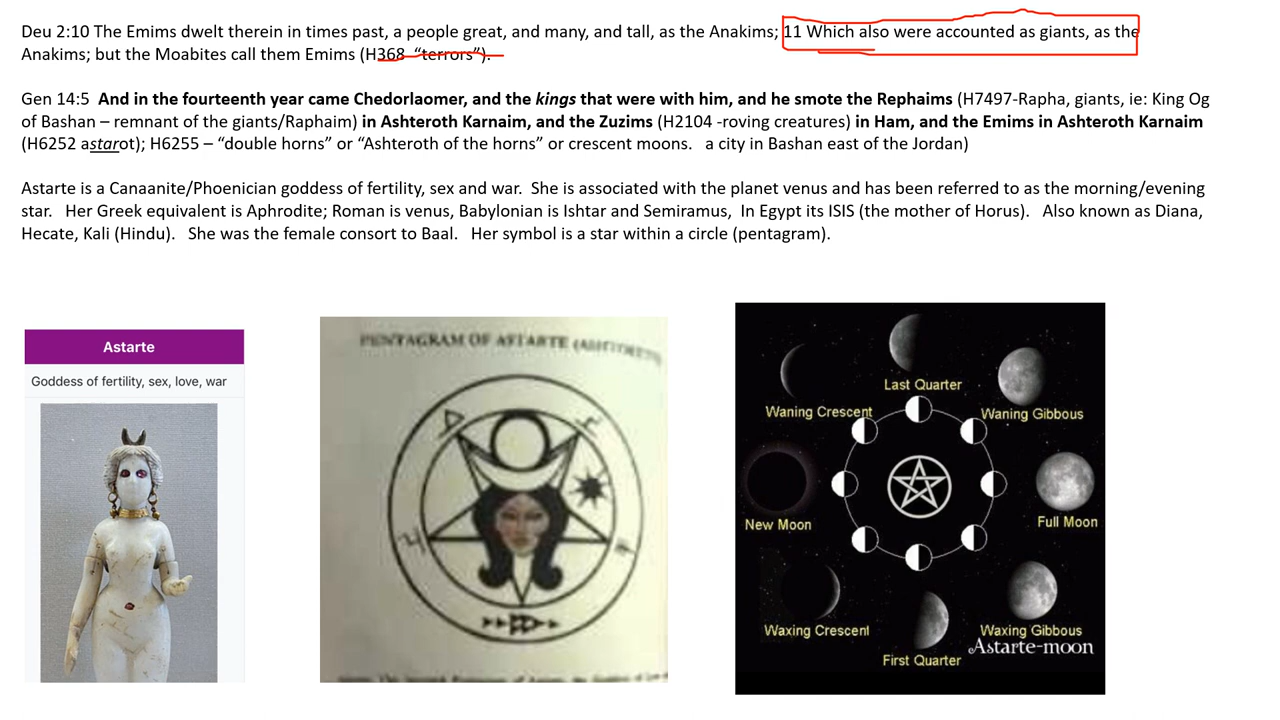 Deu 2:10 The Emims dwelt therein in times past, a people great, and many, and tall, as the Anakims; 11 Which also were accounted as giants, as the
Anakims; but the Moabites call them Emims (H368 “terrors”).
Gen 14:5 And in the fourteenth year came Chedorlaomer, and the kings that were with him, and he smote the Rephaims (H7497-Rapha, giants, ie: King Og
of Bashan – remnant of the giants/Raphaim) in Ashteroth Karnaim, and the Zuzims (H2104 -roving creatures) in Ham, and the Emims in Ashteroth Karnaim
(H6252 astarot); H6255 – “double horns” or “Ashteroth of the horns” or crescent moons. a city in Bashan east of the Jordan)
Astarte is a Canaanite/Phoenician goddess of fertility, sex and war. She is associated with the planet venus and has been referred to as the morning/evening
star. Her Greek equivalent is Aphrodite; Roman is venus, Babylonian is Ishtar and Semiramus, In Egypt its ISIS (the mother of Horus). Also known as Diana,
Hecate, Kali (Hindu). She was the female consort to Baal. Her symbol is a star within a circle (pentagram).
Astarte
Goddess of fertility, sex, love, war
PENTAGRAM OF ASTARTE
Last Quarter
Waning Crescent
Waning Gibbous
New Moon
Full Moon
Waxing Crescent
Waxing Gibbous
Astarte-moon
First Quarter